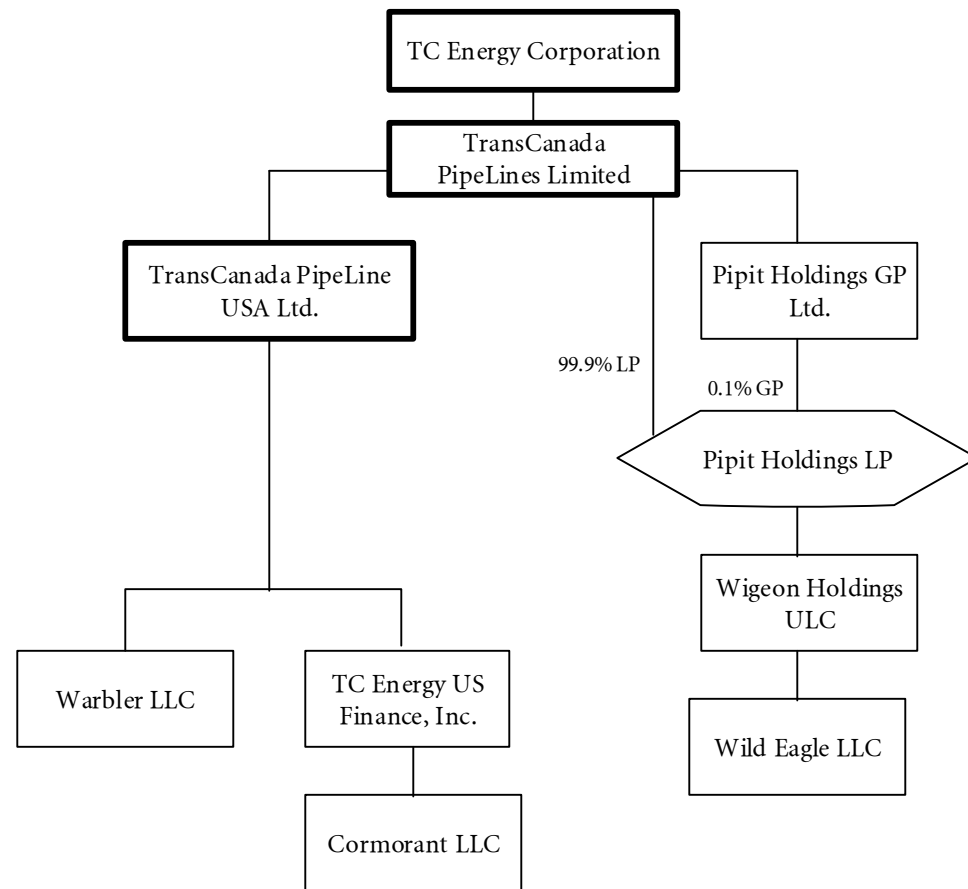 TC Energy Corporation
TransCanada
PipeLines Limited
TransCanada PipeLine
USA Ltd.
Pipit Holdings GP
Ltd.
99.9% LP
0.1% GP
Pipit Holdings LP
Wigeon Holdings
ULC
Warbler LLC
TC Energy US
Finance, Inc.
Wild Eagle LLC
Cormorant LLC